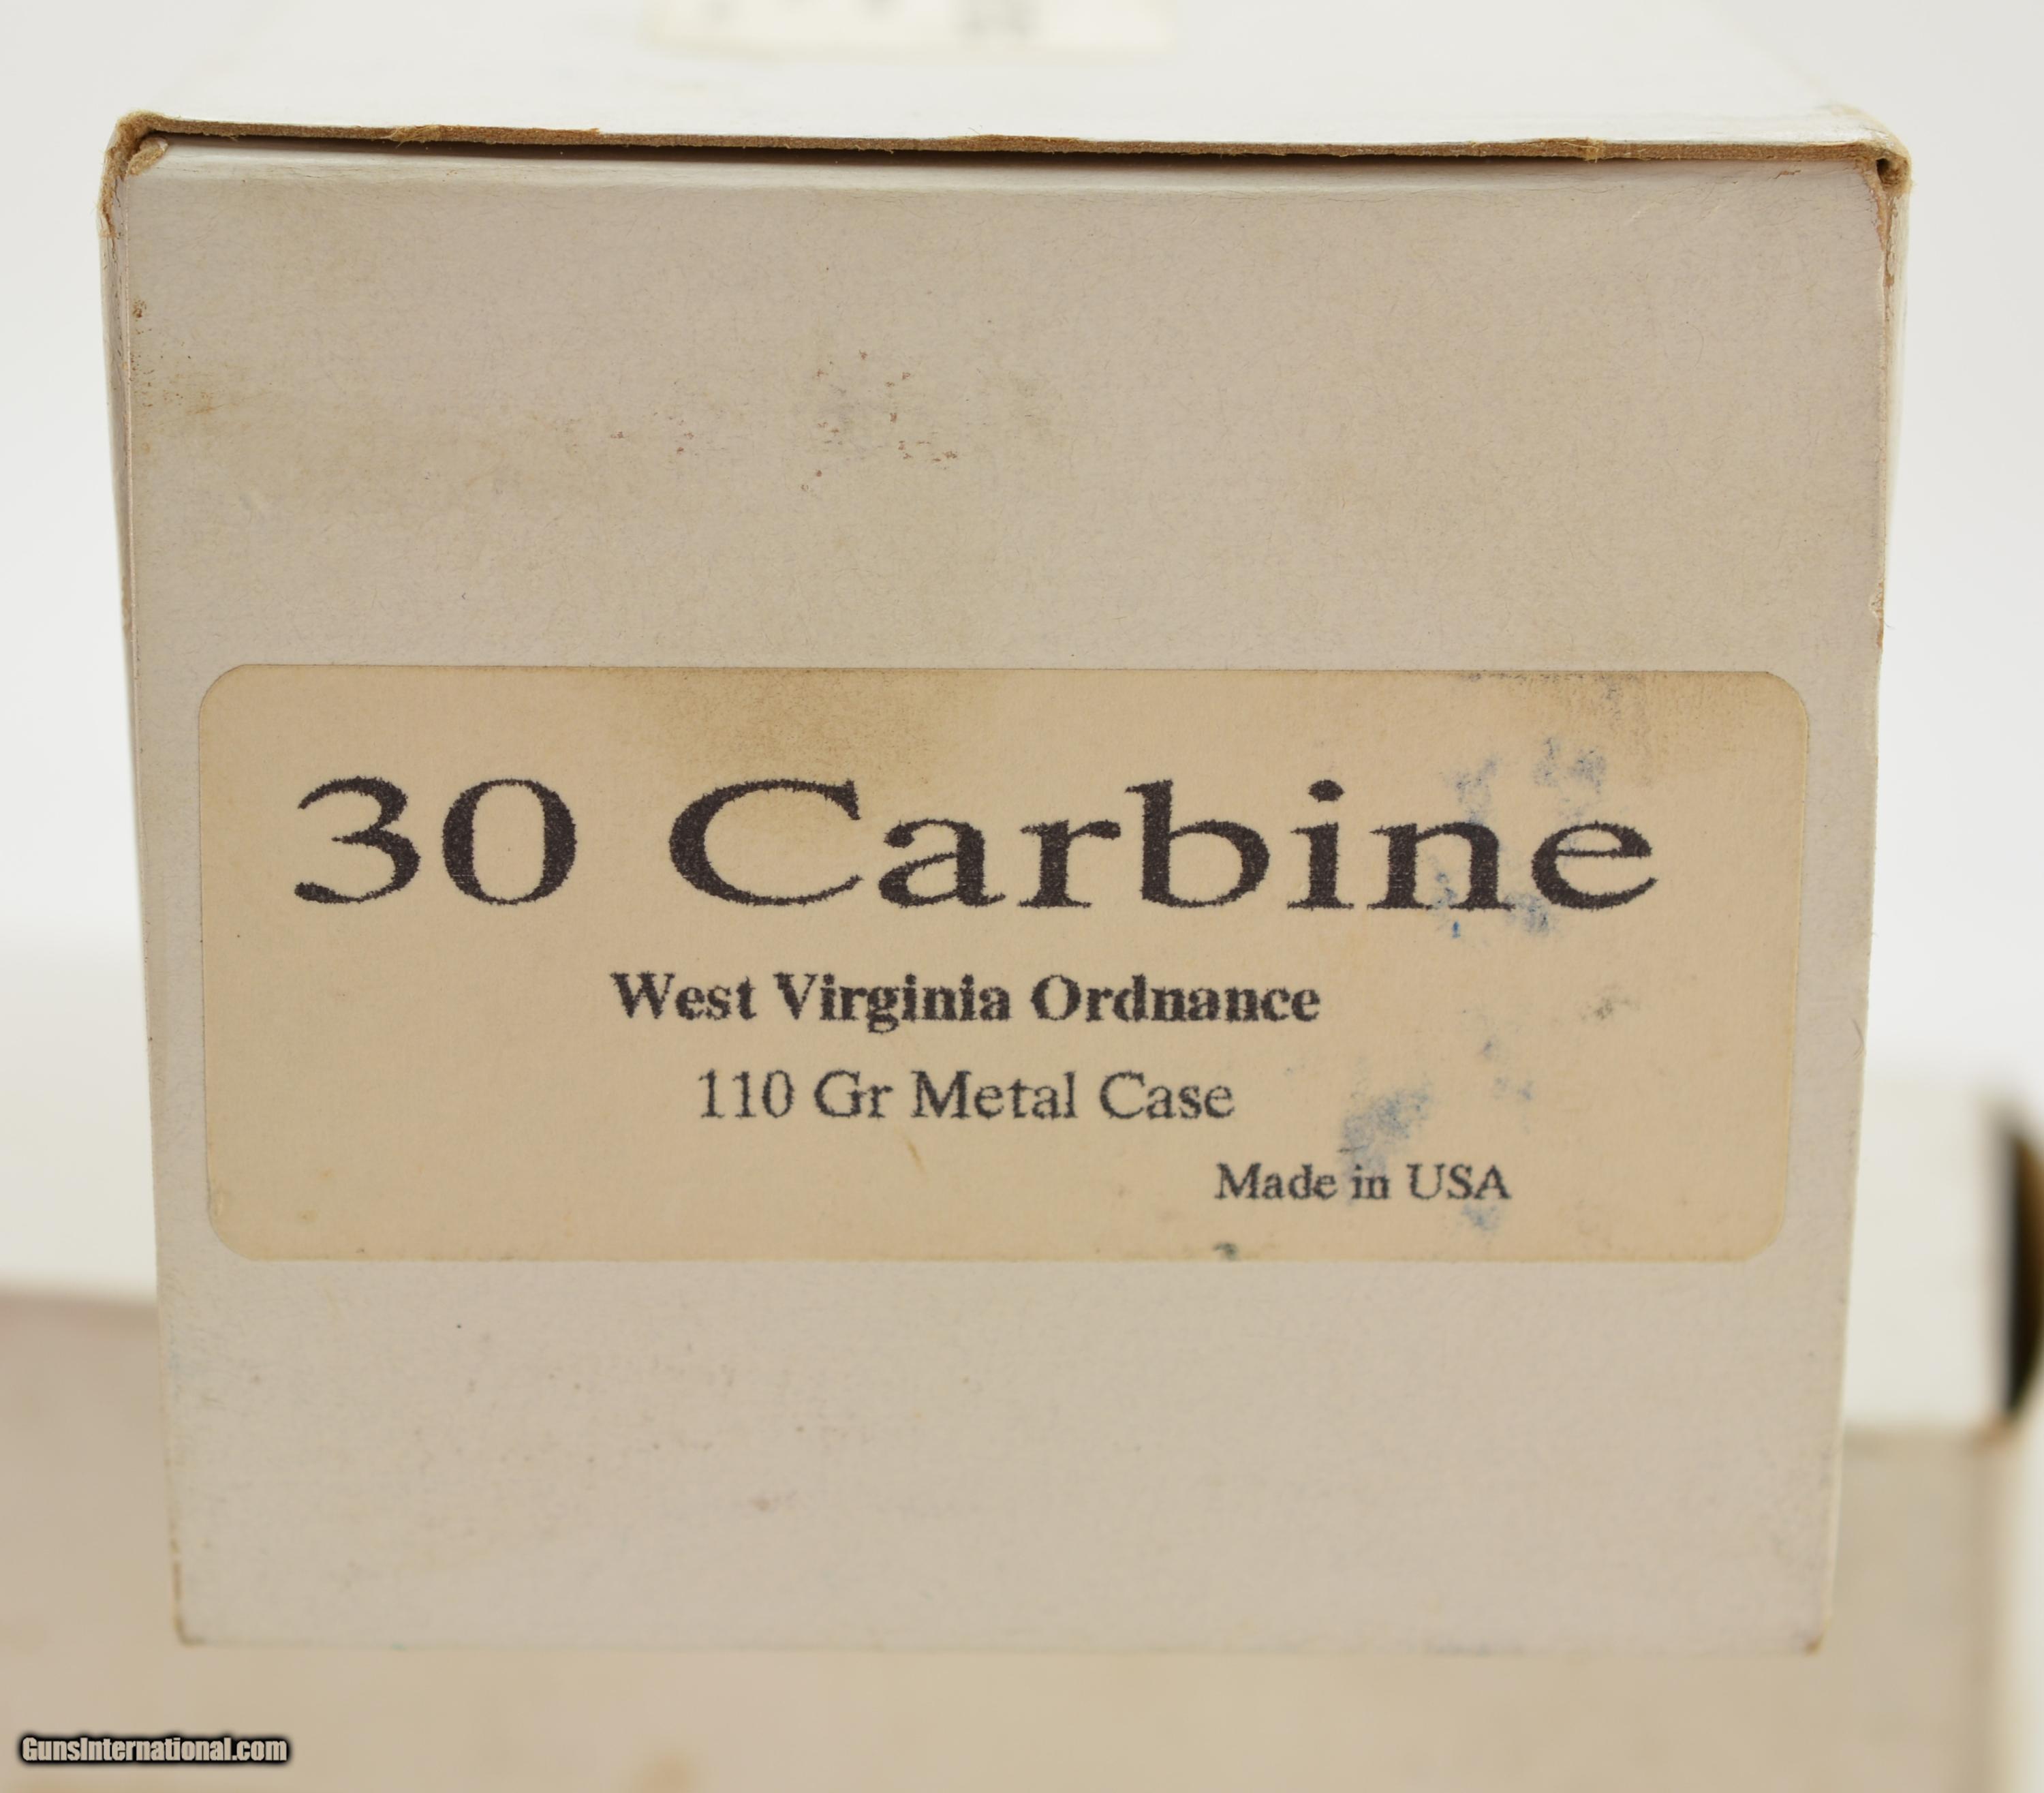 30 Carbine
West Virginia Ordnance
110 Gr Metal Case
Made in USA
GunsInternational.com